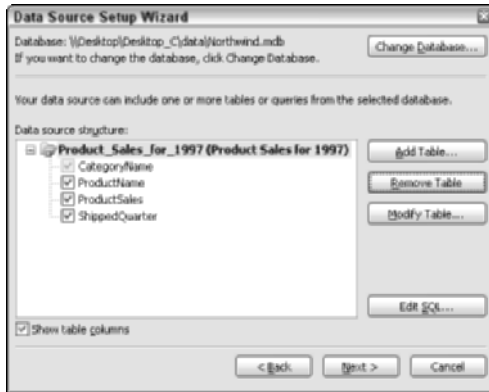 Data Source Setup Wizard
Database: \\Desktop\Desktop_C\data\Northwind.mdb
If you want to change the database, click Change Database.
Change Database...
Your data source can include one or more tables or queries from the selected database.
Data source structure:
Product_Sales_for_1997 (Product Sales for 1997)
CategoryName
ProductName
ProductSales
ShippedQuarter
Add Table...
Remove Table
Modify Table...
Edit SQL...
Show table columns
< Back
Next >
Cancel